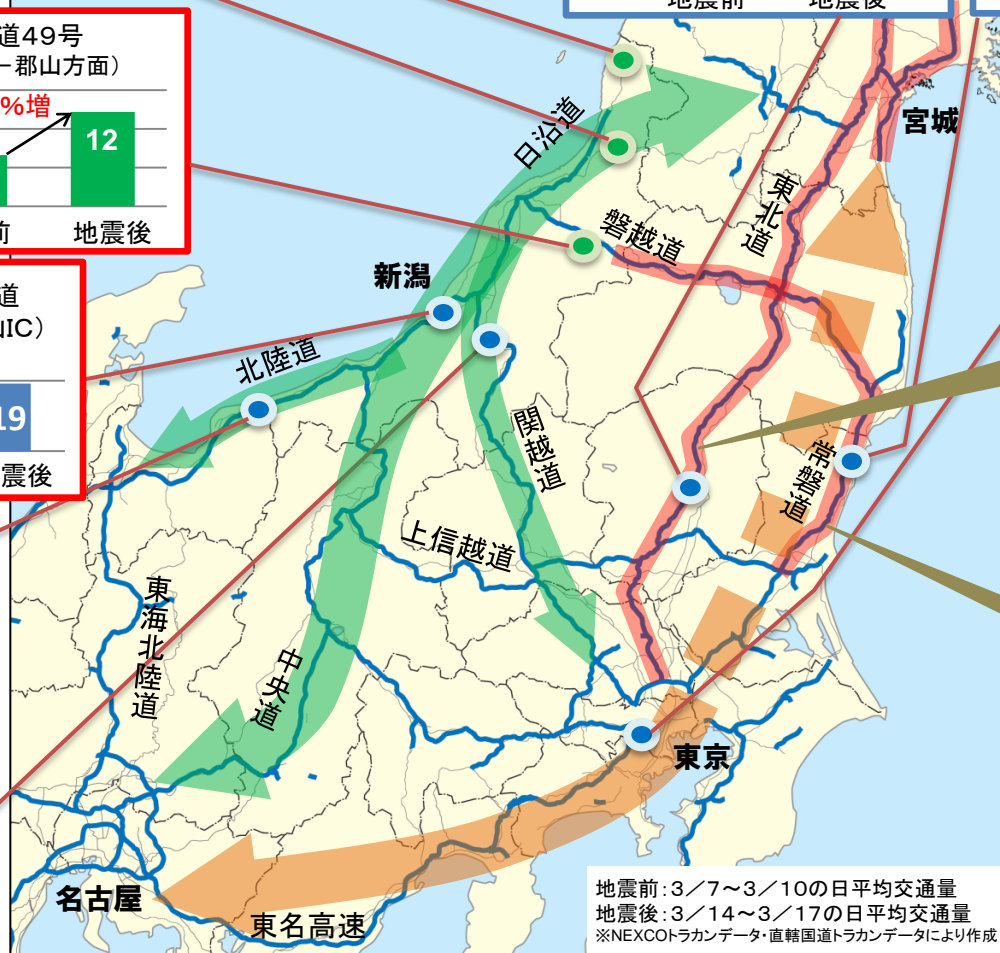 地震前 地震後
道49号
－郡山方面）
%増
12
前 地震後
道
IC）
19
震後
日沿道
宮城
東北道
磐越道
新潟
北陸道
関越道
常磐道
上信越道
東海北陸道
中央道
東京
名古屋
東名高速
地震前：3／7～3／10の日平均交通量
地震後：3／14～3／17の日平均交通量
※NEXCOトラカンデータ・直轄国道トラカンデータにより作成